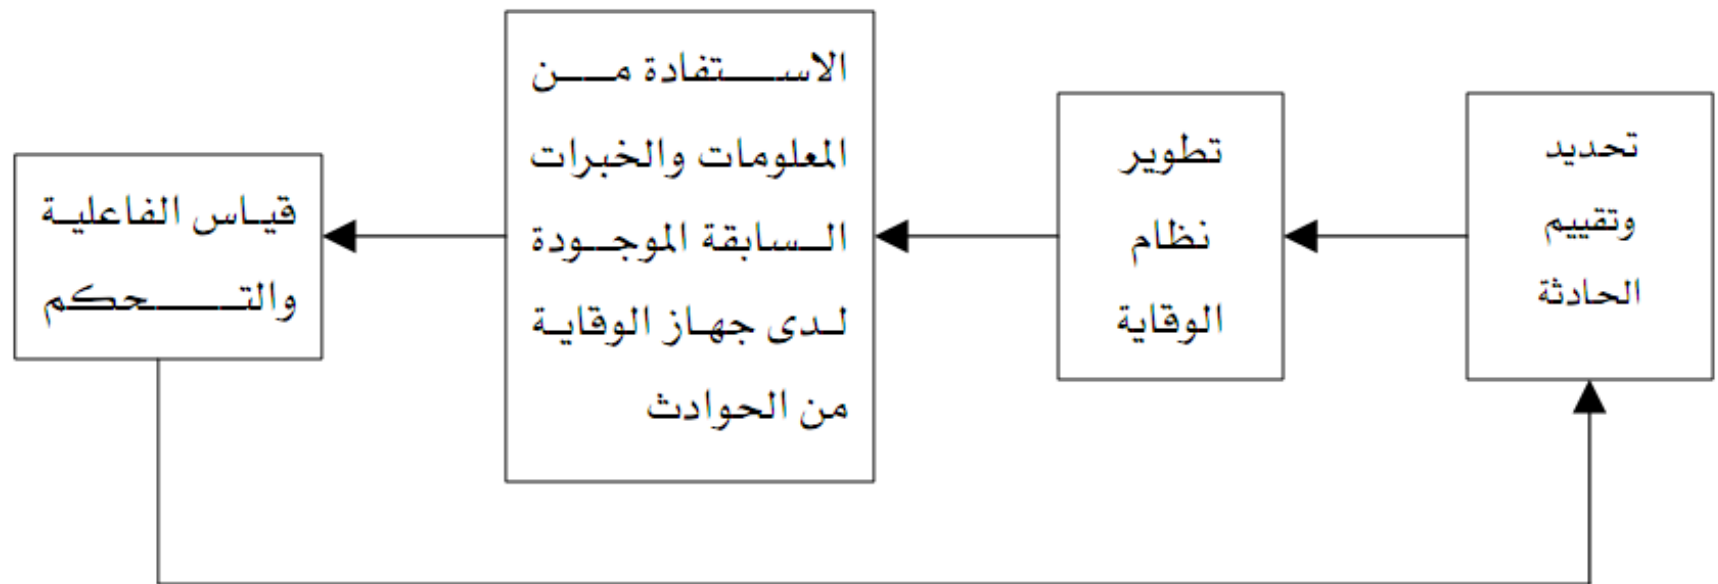 تحديد
وتقييم
الحادثة
تطوير
نظام
الوقاية
الاستفادة من
المعلومات والخبرات
السابقة الموجودة
لدى جهاز الوقاية
من الحوادث
قياس الفاعلية
والتحكم